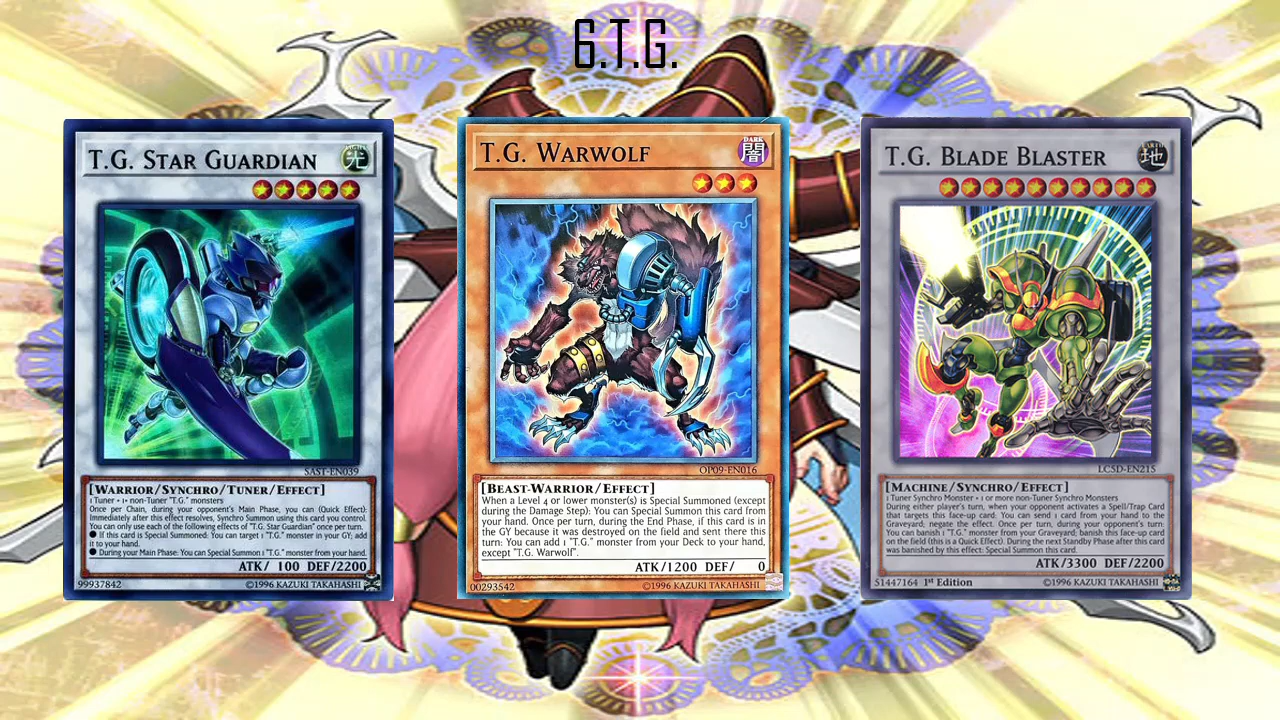 6.T.G.
T.G. Star Guardian
LIGHT
光
SAST-EN039
[Warrior/Synchro/Tuner/Effect]
1 Tuner + 1+ non-Tuner "T.G." monsters
Once per Chain, during your opponent's Main Phase, you can (Quick Effect):
Immediately after this effect resolves, Synchro Summon using this card you control.
You can only use each of the following effects of "T.G. Star Guardian" once per turn.
● If this card is Special Summoned: You can target 1 "T.G." monster in your GY; add
it to your hand.
● During your Main Phase: You can Special Summon 1 "T.G." monster from your hand.
ATK/ 100 DEF/2200
99937842
©1996 KAZUKI TAKAHASHI
T.G. Warwolf
DARK
闇
OP09-EN016
[Beast-Warrior/Effect]
When a Level 4 or lower monster(s) is Special Summoned (except
during the Damage Step): You can Special Summon this card from
your hand. Once per turn, during the End Phase, if this card is in
the GY because it was destroyed on the field and sent there this
turn: You can add 1 "T.G." monster from your Deck to your hand,
except "T.G. Warwolf".
ATK/1200 DEF/ 0
00293542
©1996 KAZUKI TAKAHASHI
T.G. Blade Blaster
EARTH
地
LC5D-EN215
[Machine/Synchro/Effect]
1 Tuner Synchro Monster + 1 or more non-Tuner Synchro Monsters
During either player's turn, when your opponent activates a Spell/Trap Card
that targets this face-up card: You can send 1 card from your hand to the
Graveyard; negate the effect. Once per turn, during your opponent's turn:
You can banish 1 "T.G." monster from your Graveyard; banish this face-up card
on the field (this is a Quick Effect). During the next Standby Phase after this card
was banished by this effect: Special Summon this card.
ATK/3300 DEF/2200
51447164 1st Edition
©1996 KAZUKI TAKAHASHI